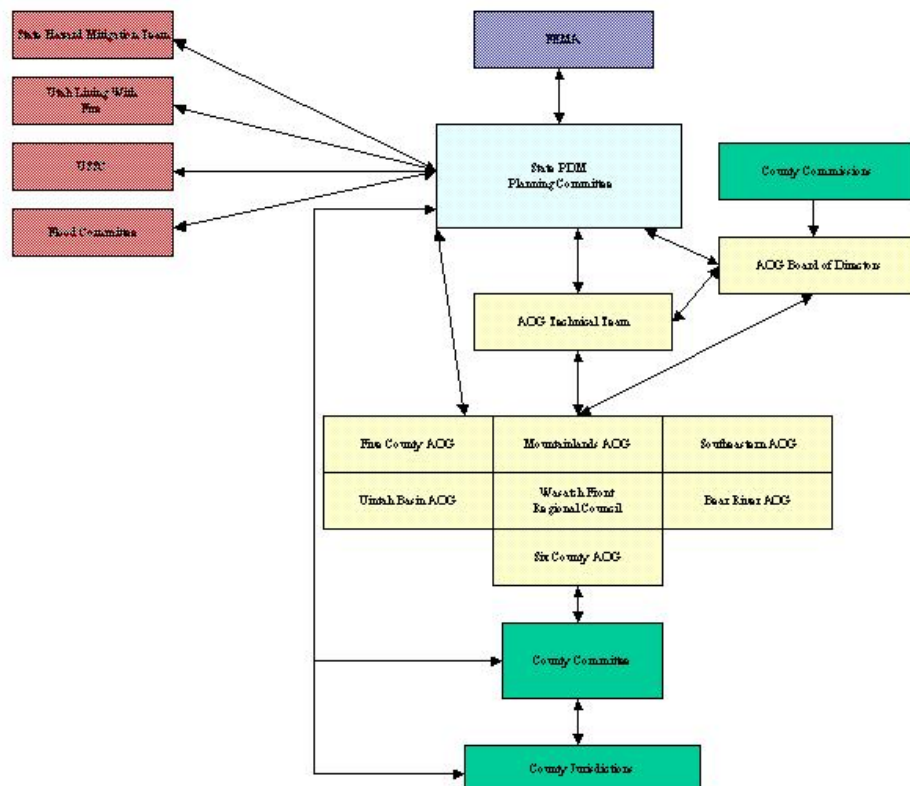 State Hazard Mitigation Team
FEMA
Utah Living With
Fire
State PDM
Planning Committee
USSC
County Commissions
Flood Committee
AOG Board of Directors
AOG Technical Team
Five County AOG
Mountainlands AOG
Southeastern AOG
Uintah Basin AOG
Wasatch Front
Regional Council
Bear River AOG
Six County AOG
County Committee
County Jurisdictions